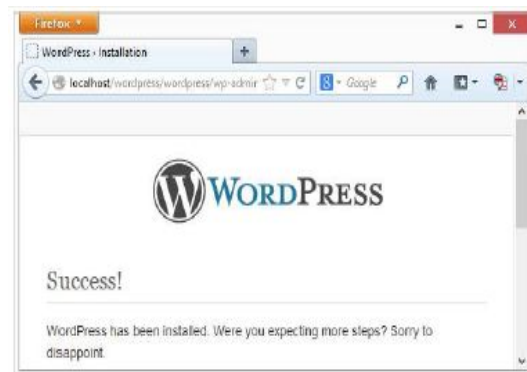 Firefox
WordPress › Installation
localhost/wordpress/wordpress/wp-admir
Google
WORDPRESS
Success!
WordPress has been installed. Were you expecting more steps? Sorry to
disappoint.